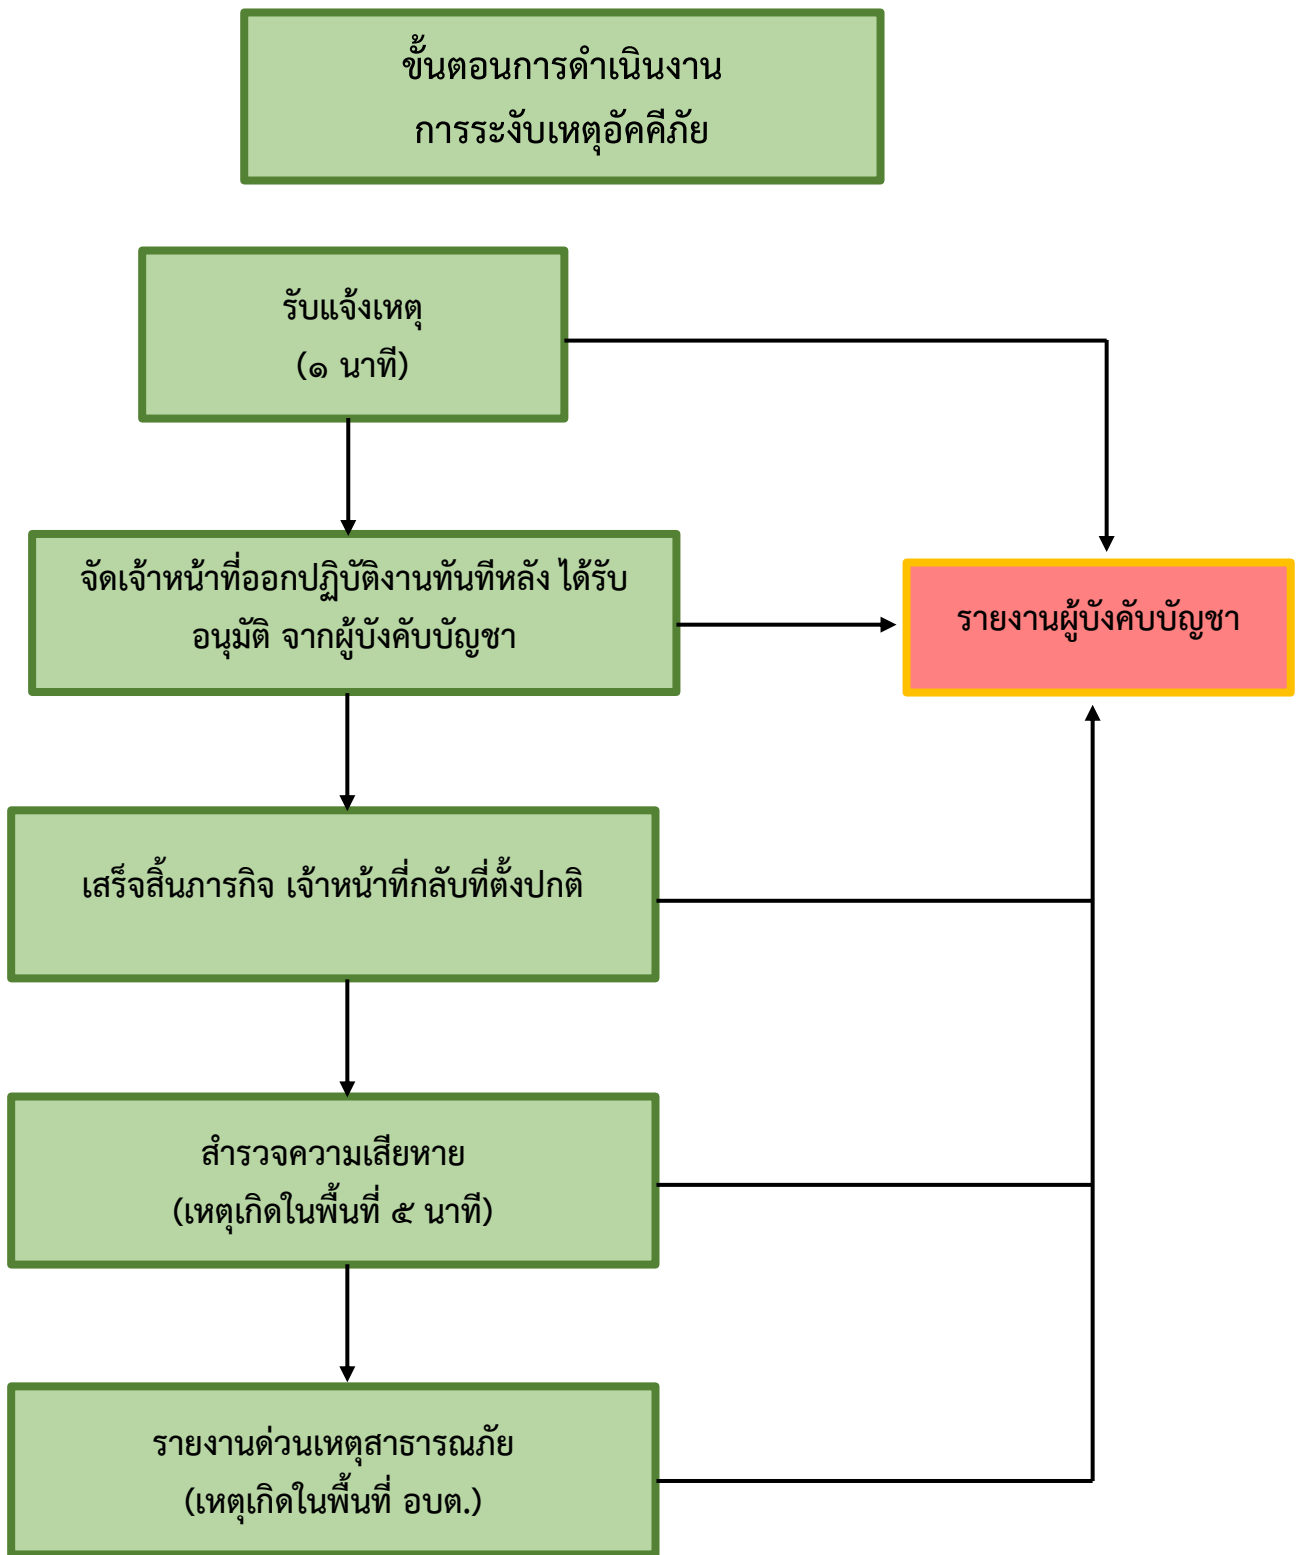 ขั้นตอนการดำเนินงาน
การระงับเหตุอัคคีภัย
รับแจ้งเหตุ
(๑ นาที)
จัดเจ้าหน้าที่ออกปฏิบัติงานทันทีหลัง ได้รับ
อนุมัติ จากผู้บังคับบัญชา
รายงานผู้บังคับบัญชา
เสร็จสิ้นภารกิจ เจ้าหน้าที่กลับที่ตั้งปกติ
สำรวจความเสียหาย
(เหตุเกิดในพื้นที่ ๕ นาที)
รายงานด่วนเหตุสาธารณภัย
(เหตุเกิดในพื้นที่ อบต.)